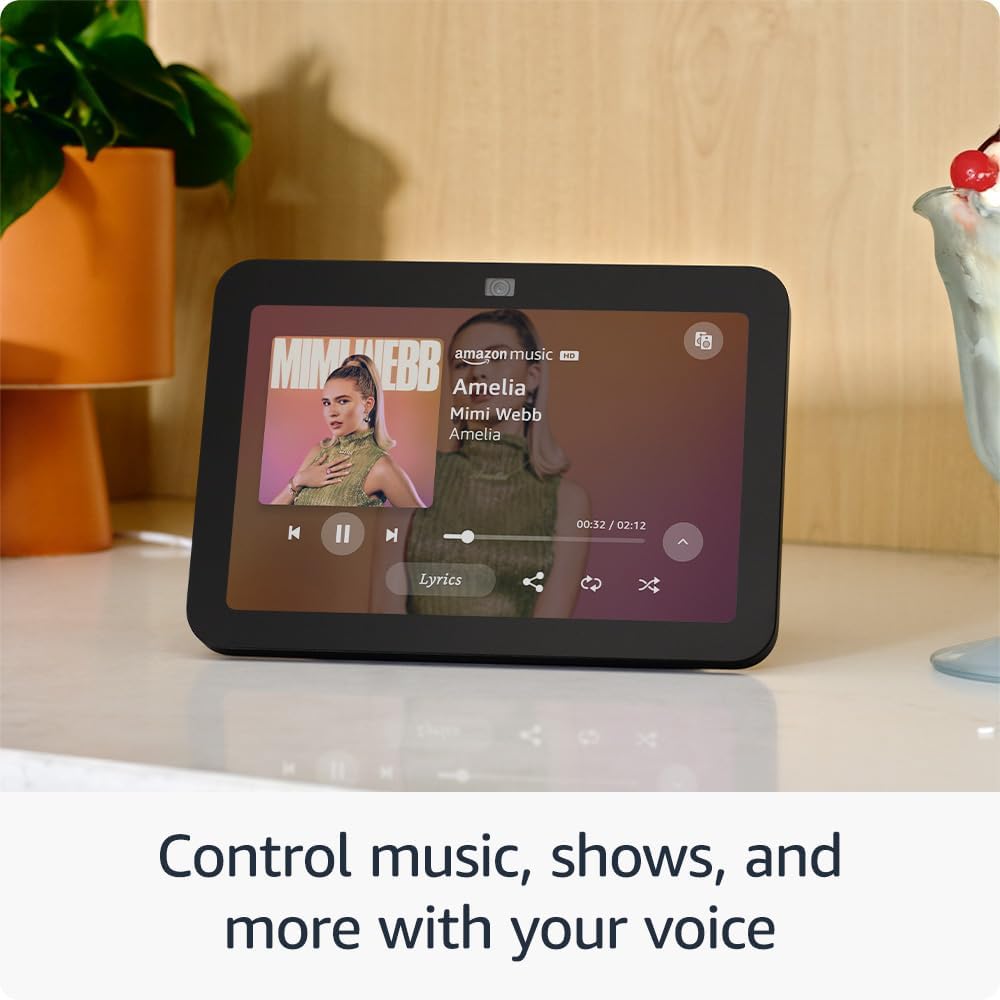 MIMI WEBB
amazon music HD
Amelia
Mimi Webb
Amelia
00:32 / 02:12
Lyrics
Control music, shows, and
more with your voice